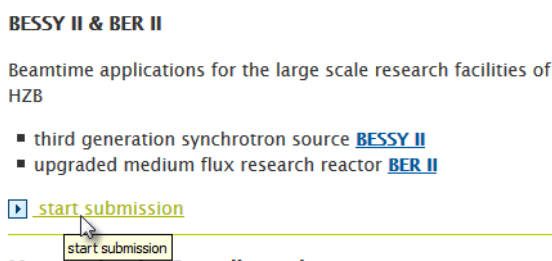 BESSY II & BER II
Beamtime applications for the large scale research facilities of
HZB
third generation synchrotron source BESSY II
upgraded medium flux research reactor BER II
start submission
start submission